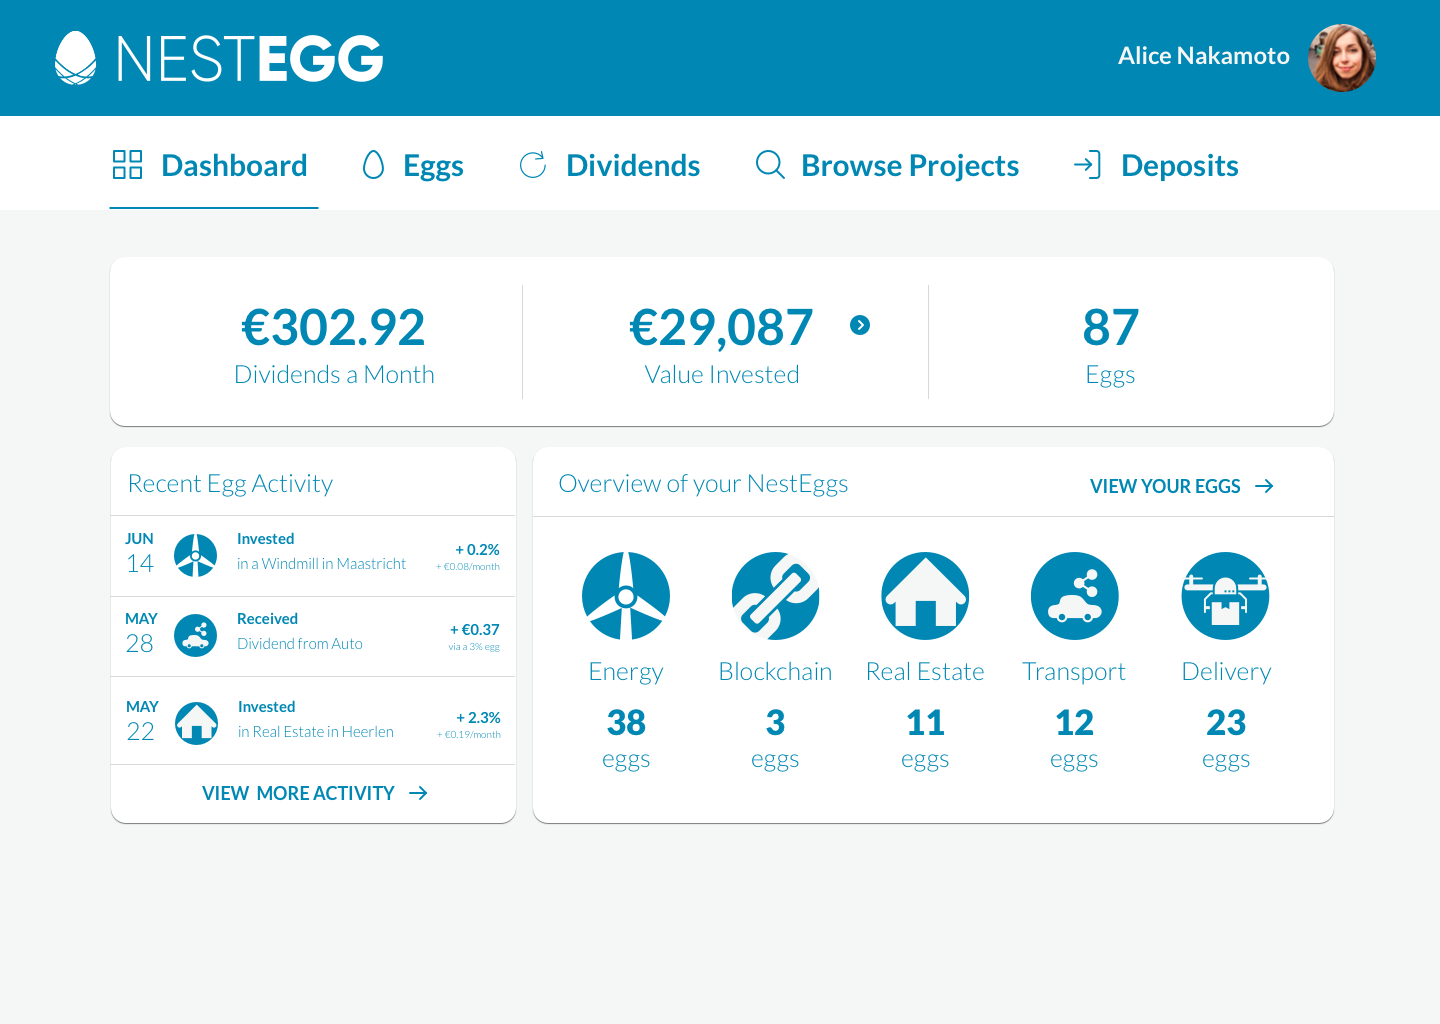 NESTEGG
Alice Nakamoto
Dashboard
Eggs
Dividends
Browse Projects
Deposits
€302.92
Dividends a Month
€29,087
Value Invested
87
Eggs
Recent Egg Activity
JUN
14
Invested
in a Windmill in Maastricht
+ 0.2%
+ €0.08/month
MAY
28
Received
Dividend from Auto
+ €0.37
via a 3% egg
MAY
22
Invested
in Real Estate in Heerlen
+ 2.3%
+ €0.19/month
VIEW MORE ACTIVITY
Overview of your NestEggs
VIEW YOUR EGGS
Energy
38
eggs
Blockchain
3
eggs
Real Estate
11
eggs
Transport
12
eggs
Delivery
23
eggs